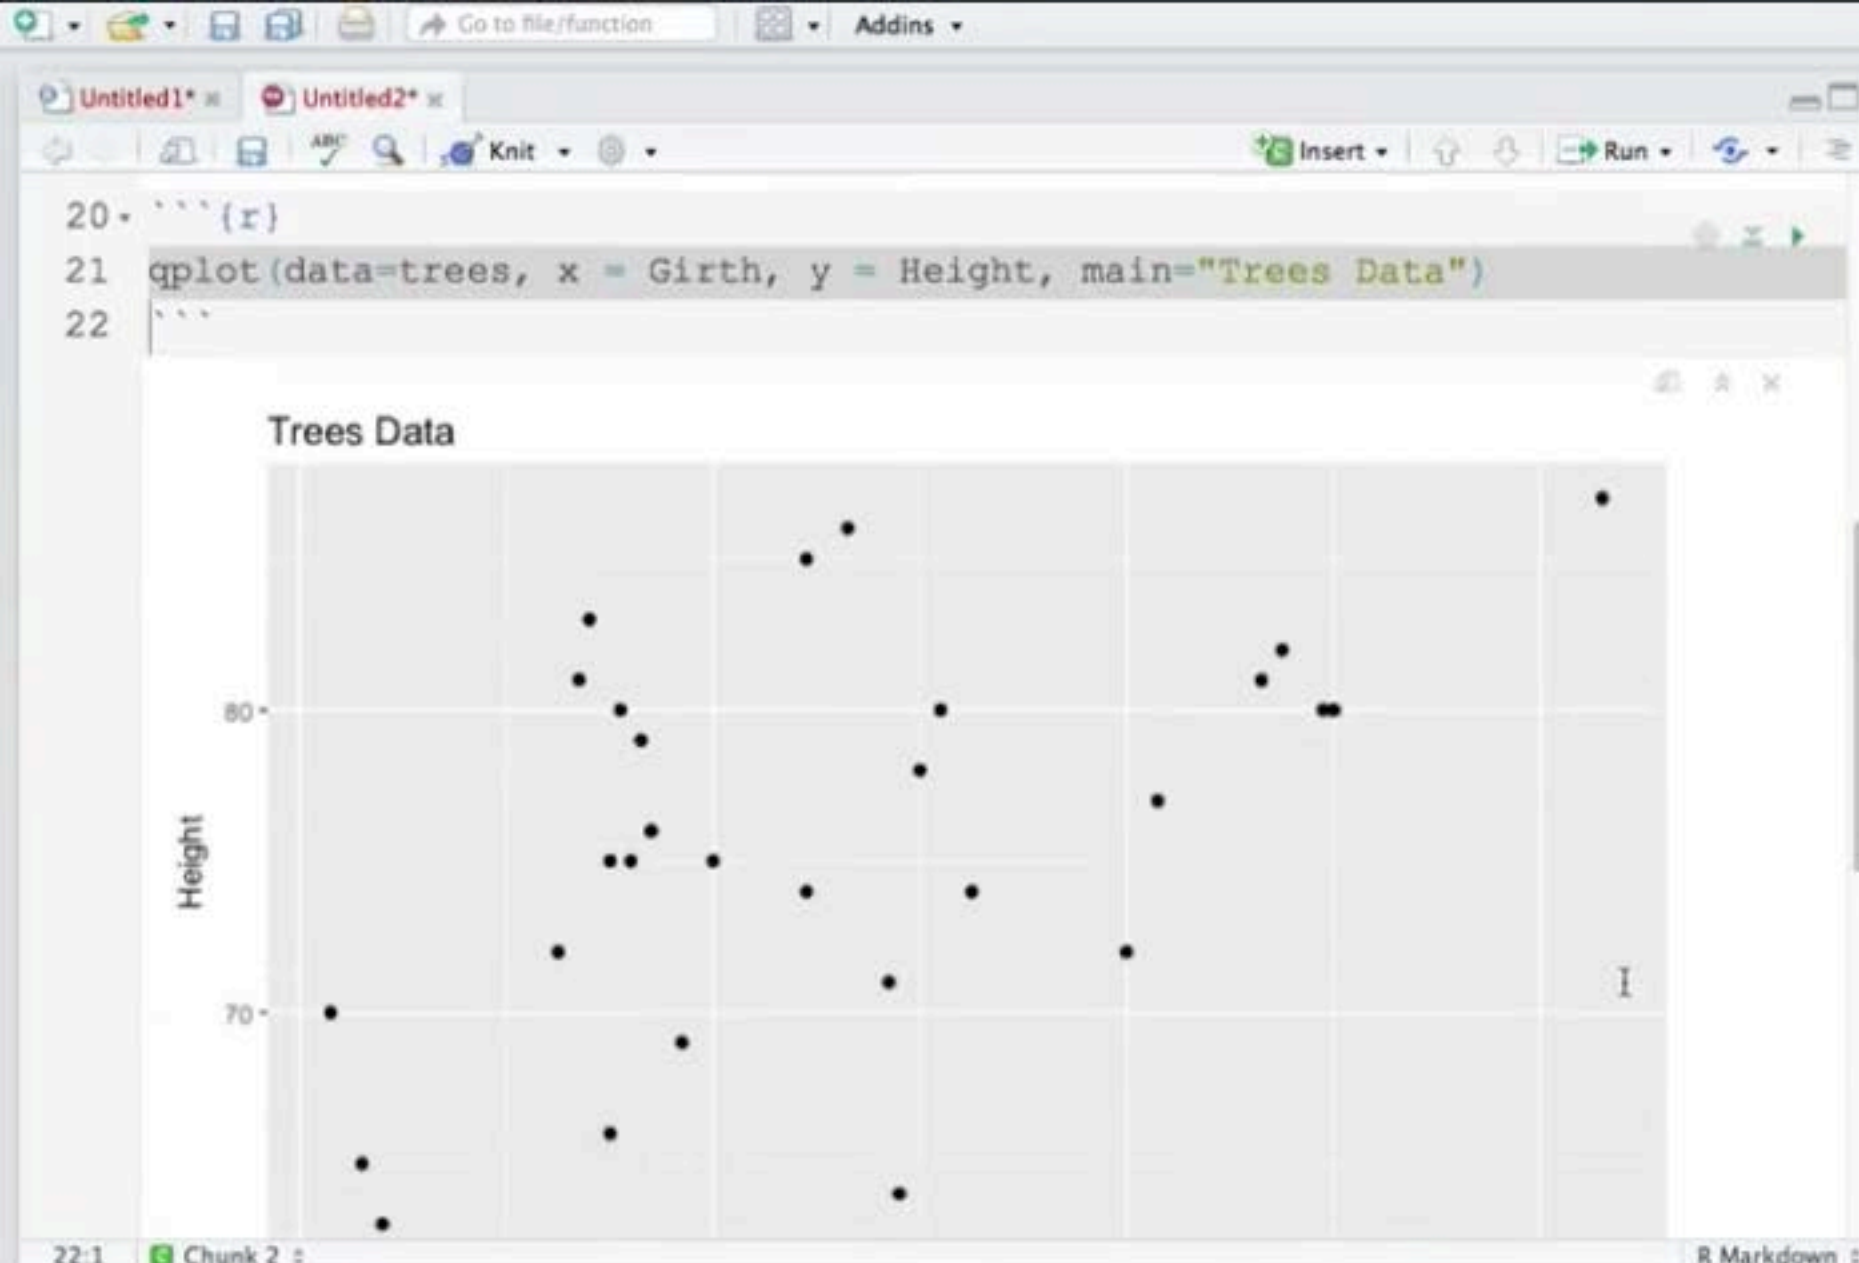 Go to file/function Addins
Untitled1* Untitled2*
ABC Knit Insert Run
20 ```{r}
21 qplot(data=trees, x = Girth, y = Height, main="Trees Data")
22 ```
Trees Data
80
Height
70
22:1 C Chunk 2 R Markdown